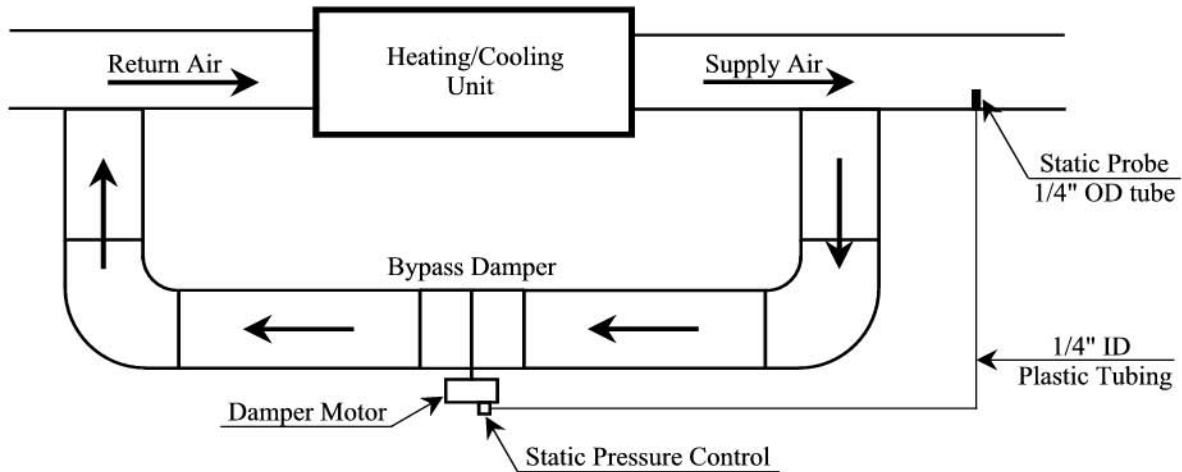 Return Air
Heating/Cooling
Unit
Supply Air
Static Probe
1/4" OD tube
Bypass Damper
1/4" ID
Plastic Tubing
Damper Motor
Static Pressure Control